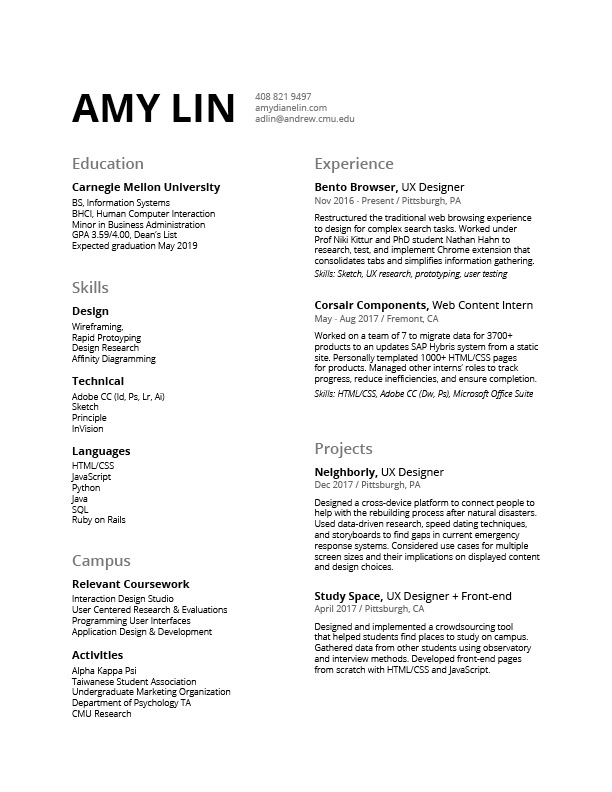 AMY LIN
408 821 9497
amydianelin.com
adlin@andrew.cmu.edu
Education
Carnegie Mellon University
BS, Information Systems
BHCI, Human Computer Interaction
Minor in Business Administration
GPA 3.59/4.00, Dean's List
Expected graduation May 2019
Skills
Design
Wireframing,
Rapid Protoyping
Design Research
Affinity Diagramming
Technical
Adobe CC (Id, Ps, Lr, Ai)
Sketch
Principle
InVision
Languages
HTML/CSS
JavaScript
Python
Java
SQL
Ruby on Rails
Campus
Relevant Coursework
Interaction Design Studio
User Centered Research & Evaluations
Programming User Interfaces
Application Design & Development
Activities
Alpha Kappa Psi
Taiwanese Student Association
Undergraduate Marketing Organization
Department of Psychology TA
CMU Research
Experience
Bento Browser, UX Designer
Nov 2016 - Present / Pittsburgh, PA
Restructured the traditional web browsing experience
to design for complex search tasks. Worked under
Prof Niki Kittur and PhD student Nathan Hahn to
research, test, and implement Chrome extension that
consolidates tabs and simplifies information gathering.
Skills: Sketch, UX research, prototyping, user testing
Corsair Components, Web Content Intern
May - Aug 2017 / Fremont, CA
Worked on a team of 7 to migrate data for 3700+
products to an updates SAP Hybris system from a static
site. Personally templated 1000+ HTML/CSS pages
for products. Managed other interns' roles to track
progress, reduce inefficiencies, and ensure completion.
Skills: HTML/CSS, Adobe CC (Dw, Ps), Microsoft Office Suite
Projects
Neighborly, UX Designer
Dec 2017 / Pittsburgh, PA
Designed a cross-device platform to connect people to
help with the rebuilding process after natural disasters.
Used data-driven research, speed dating techniques,
and storyboards to find gaps in current emergency
response systems. Considered use cases for multiple
screen sizes and their implications on displayed content
and design choices.
Study Space, UX Designer + Front-end
April 2017 / Pittsburgh, CA
Designed and implemented a crowdsourcing tool
that helped students find places to study on campus.
Gathered data from other students using observatory
and interview methods. Developed front-end pages
from scratch with HTML/CSS and JavaScript.